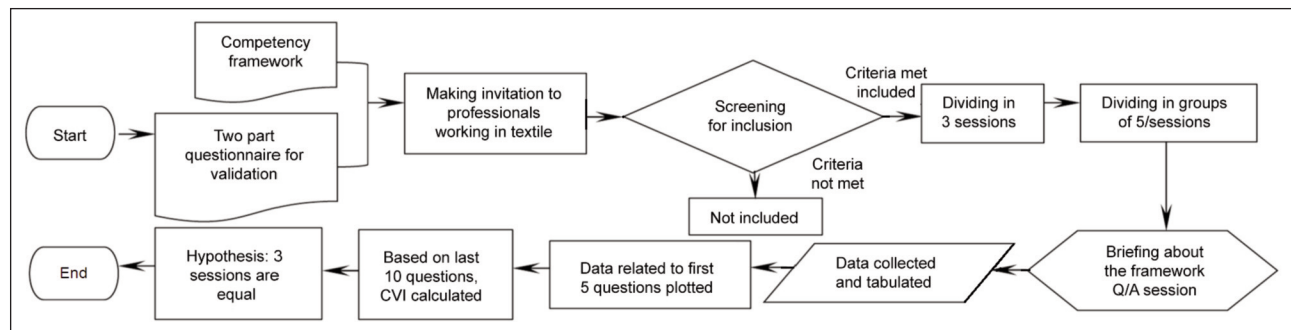 Start
Competency
framework
Two part
questionnaire for
validation
Making invitation to
professionals
working in textile
Screening
for inclusion
Criteria met
included
Criteria
not met
Not included
Dividing in
3 sessions
Dividing in groups
of 5/sessions
Briefing about
the framework
Q/A session
Data collected
and tabulated
Data related to first
5 questions plotted
Based on last
10 questions,
CVI calculated
Hypothesis: 3
sessions are
equal
End